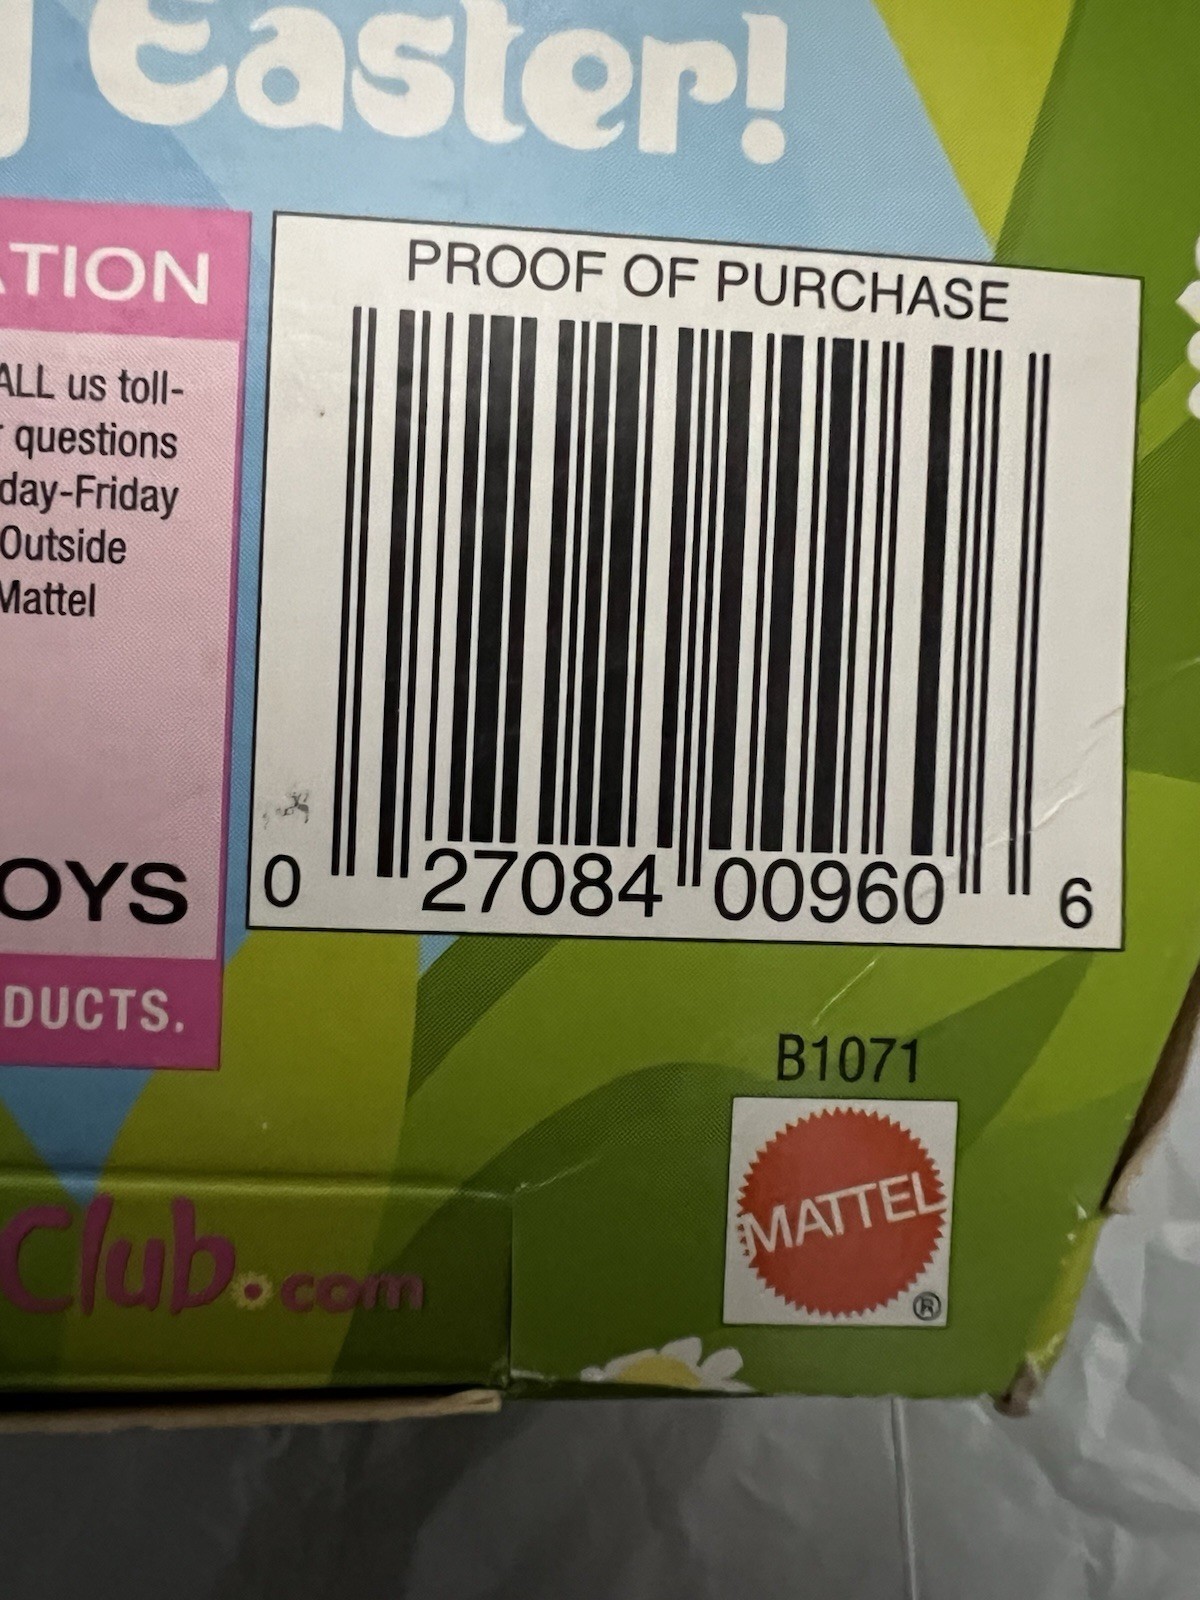 Easter!
PROOF OF PURCHASE
ATION
ALL us toll-
questions
day-Friday
Outside
Mattel
OYS
DUCTS.
0 27084 00960 6
B1071
MATTEL
®
Club.com